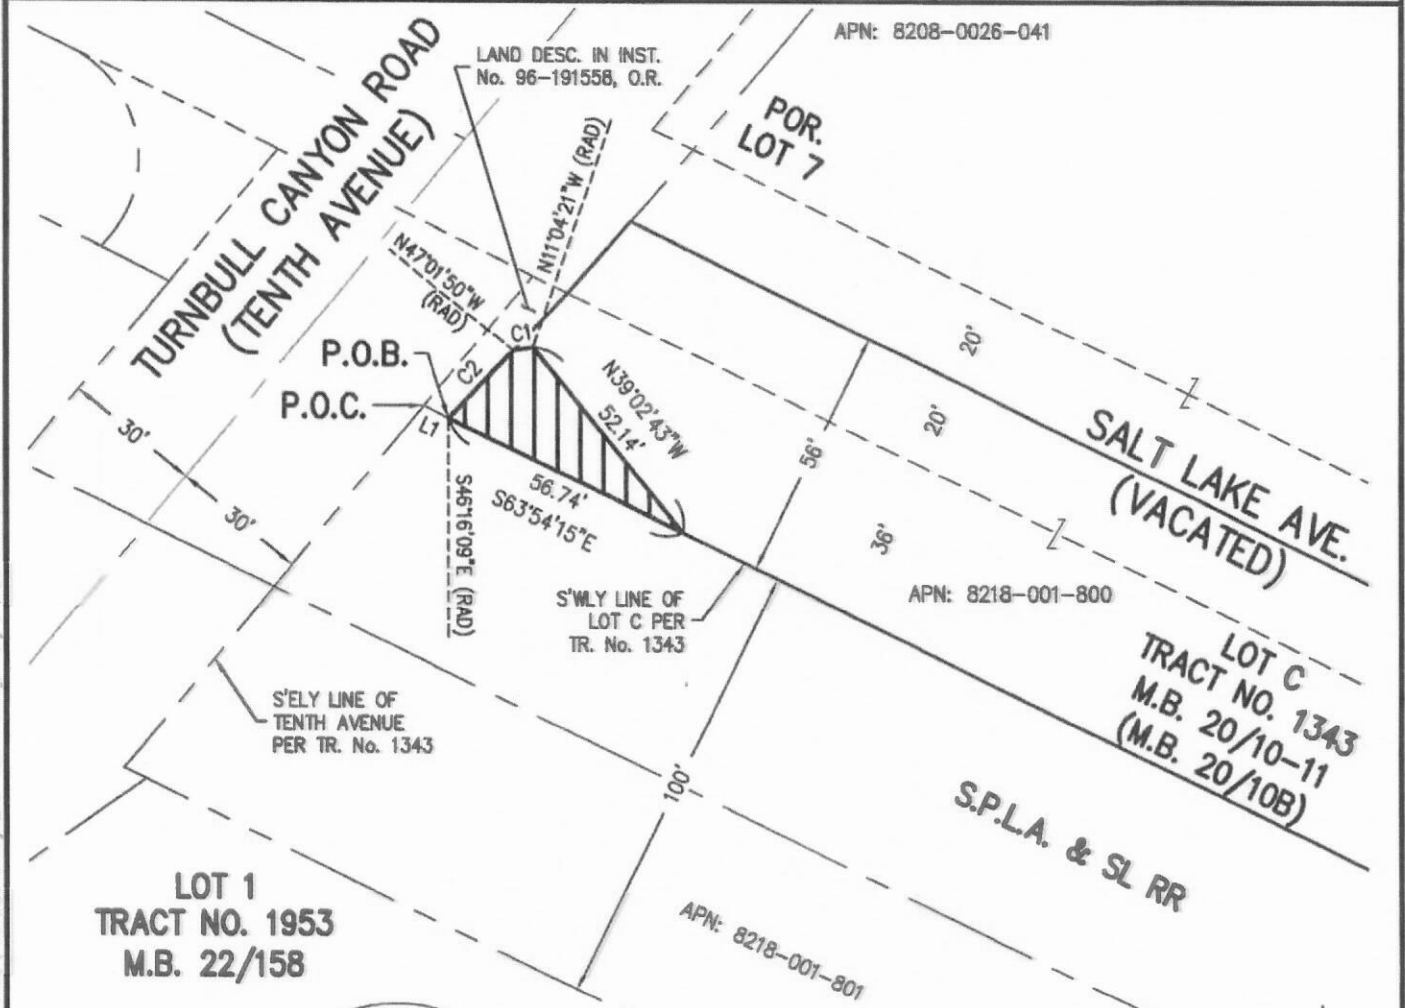 APN: 8208-0026-041
LAND DESC. IN INST.
No. 96-191558, O.R.
TURNBULL CANYON ROAD
(TENTH AVENUE)
POR.
LOT 7
N11°04'21"W (RAD)
N47°01'50"W
(RAD)
C1
C2
P.O.B.
P.O.C.
L1
30'
30'
N39°02'43"W
52.14'
56.74'
S63°54'15"E
S46°16'09"E (RAD)
20'
20'
56'
36'
SALT LAKE AVE.
(VACATED)
APN: 8218-001-800
S'WLY LINE OF
LOT C PER
TR. No. 1343
LOT C
TRACT NO. 1343
M.B. 20/10-11
(M.B. 20/10B)
S'ELY LINE OF
TENTH AVENUE
PER TR. No. 1343
100'
S.P.L.A. & SL RR
LOT 1
TRACT NO. 1953
M.B. 22/158
APN: 8218-001-801